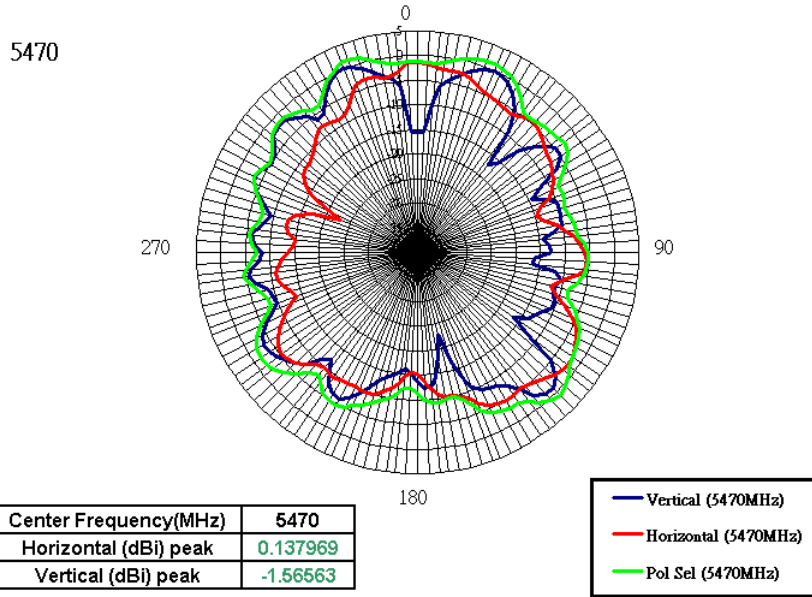 0
5
5470
270
90
180
Center Frequency(MHz) 5470
Horizontal (dBi) peak 0.137969
Vertical (dBi) peak -1.56563
Vertical (5470MHz)
Horizontal (5470MHz)
Pol Sel (5470MHz)